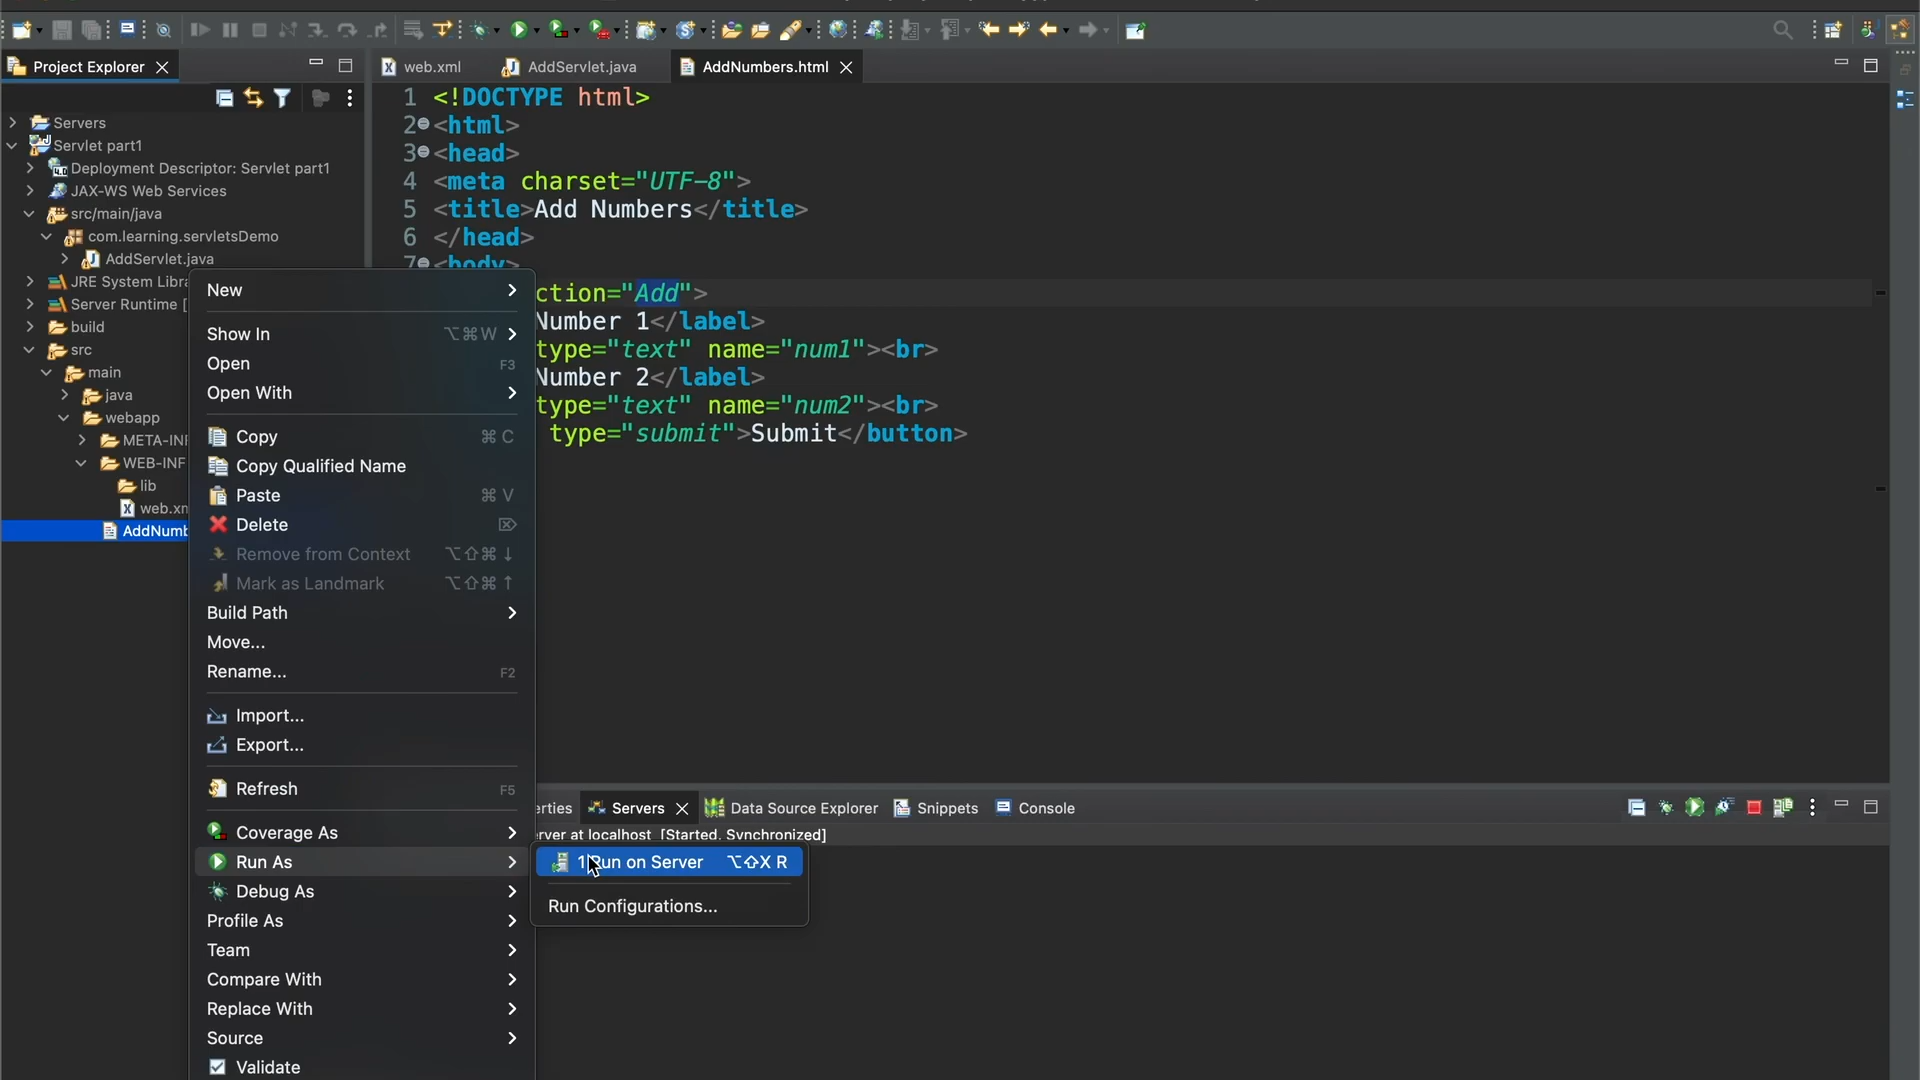 Project Explorer
Servers
Servlet part1
Deployment Descriptor: Servlet part1
JAX-WS Web Services
src/main/java
com.learning.servletsDemo
AddServlet.java
JRE System Libra
Server Runtime [
build
src
main
java
webapp
META-INF
WEB-INF
lib
web.xm
AddNumb
web.xml
AddServlet.java
AddNumbers.html
1 <!DOCTYPE html>
2 <html>
3 <head>
4 <meta charset="UTF-8">
5 <title>Add Numbers</title>
6 </head>
7 <body>
ction="Add">
Number 1</label>
type="text" name="num1"><br>
Number 2</label>
type="text" name="num2"><br>
type="submit">Submit</button>
New
Show In ⌥⌘W
Open F3
Open With
Copy ⌘ C
Copy Qualified Name
Paste ⌘ V
Delete ⌦
Remove from Context ⌥⇧⌘↓
Mark as Landmark ⌥⇧⌘↑
Build Path
Move...
Rename... F2
Import...
Export...
Refresh F5
Coverage As
Run As
Debug As
Profile As
Team
Compare With
Replace With
Source
Validate
1 Run on Server ⌥⇧X R
Run Configurations...
erties
Servers
Data Source Explorer
Snippets
Console
erver at localhost [Started, Synchronized]